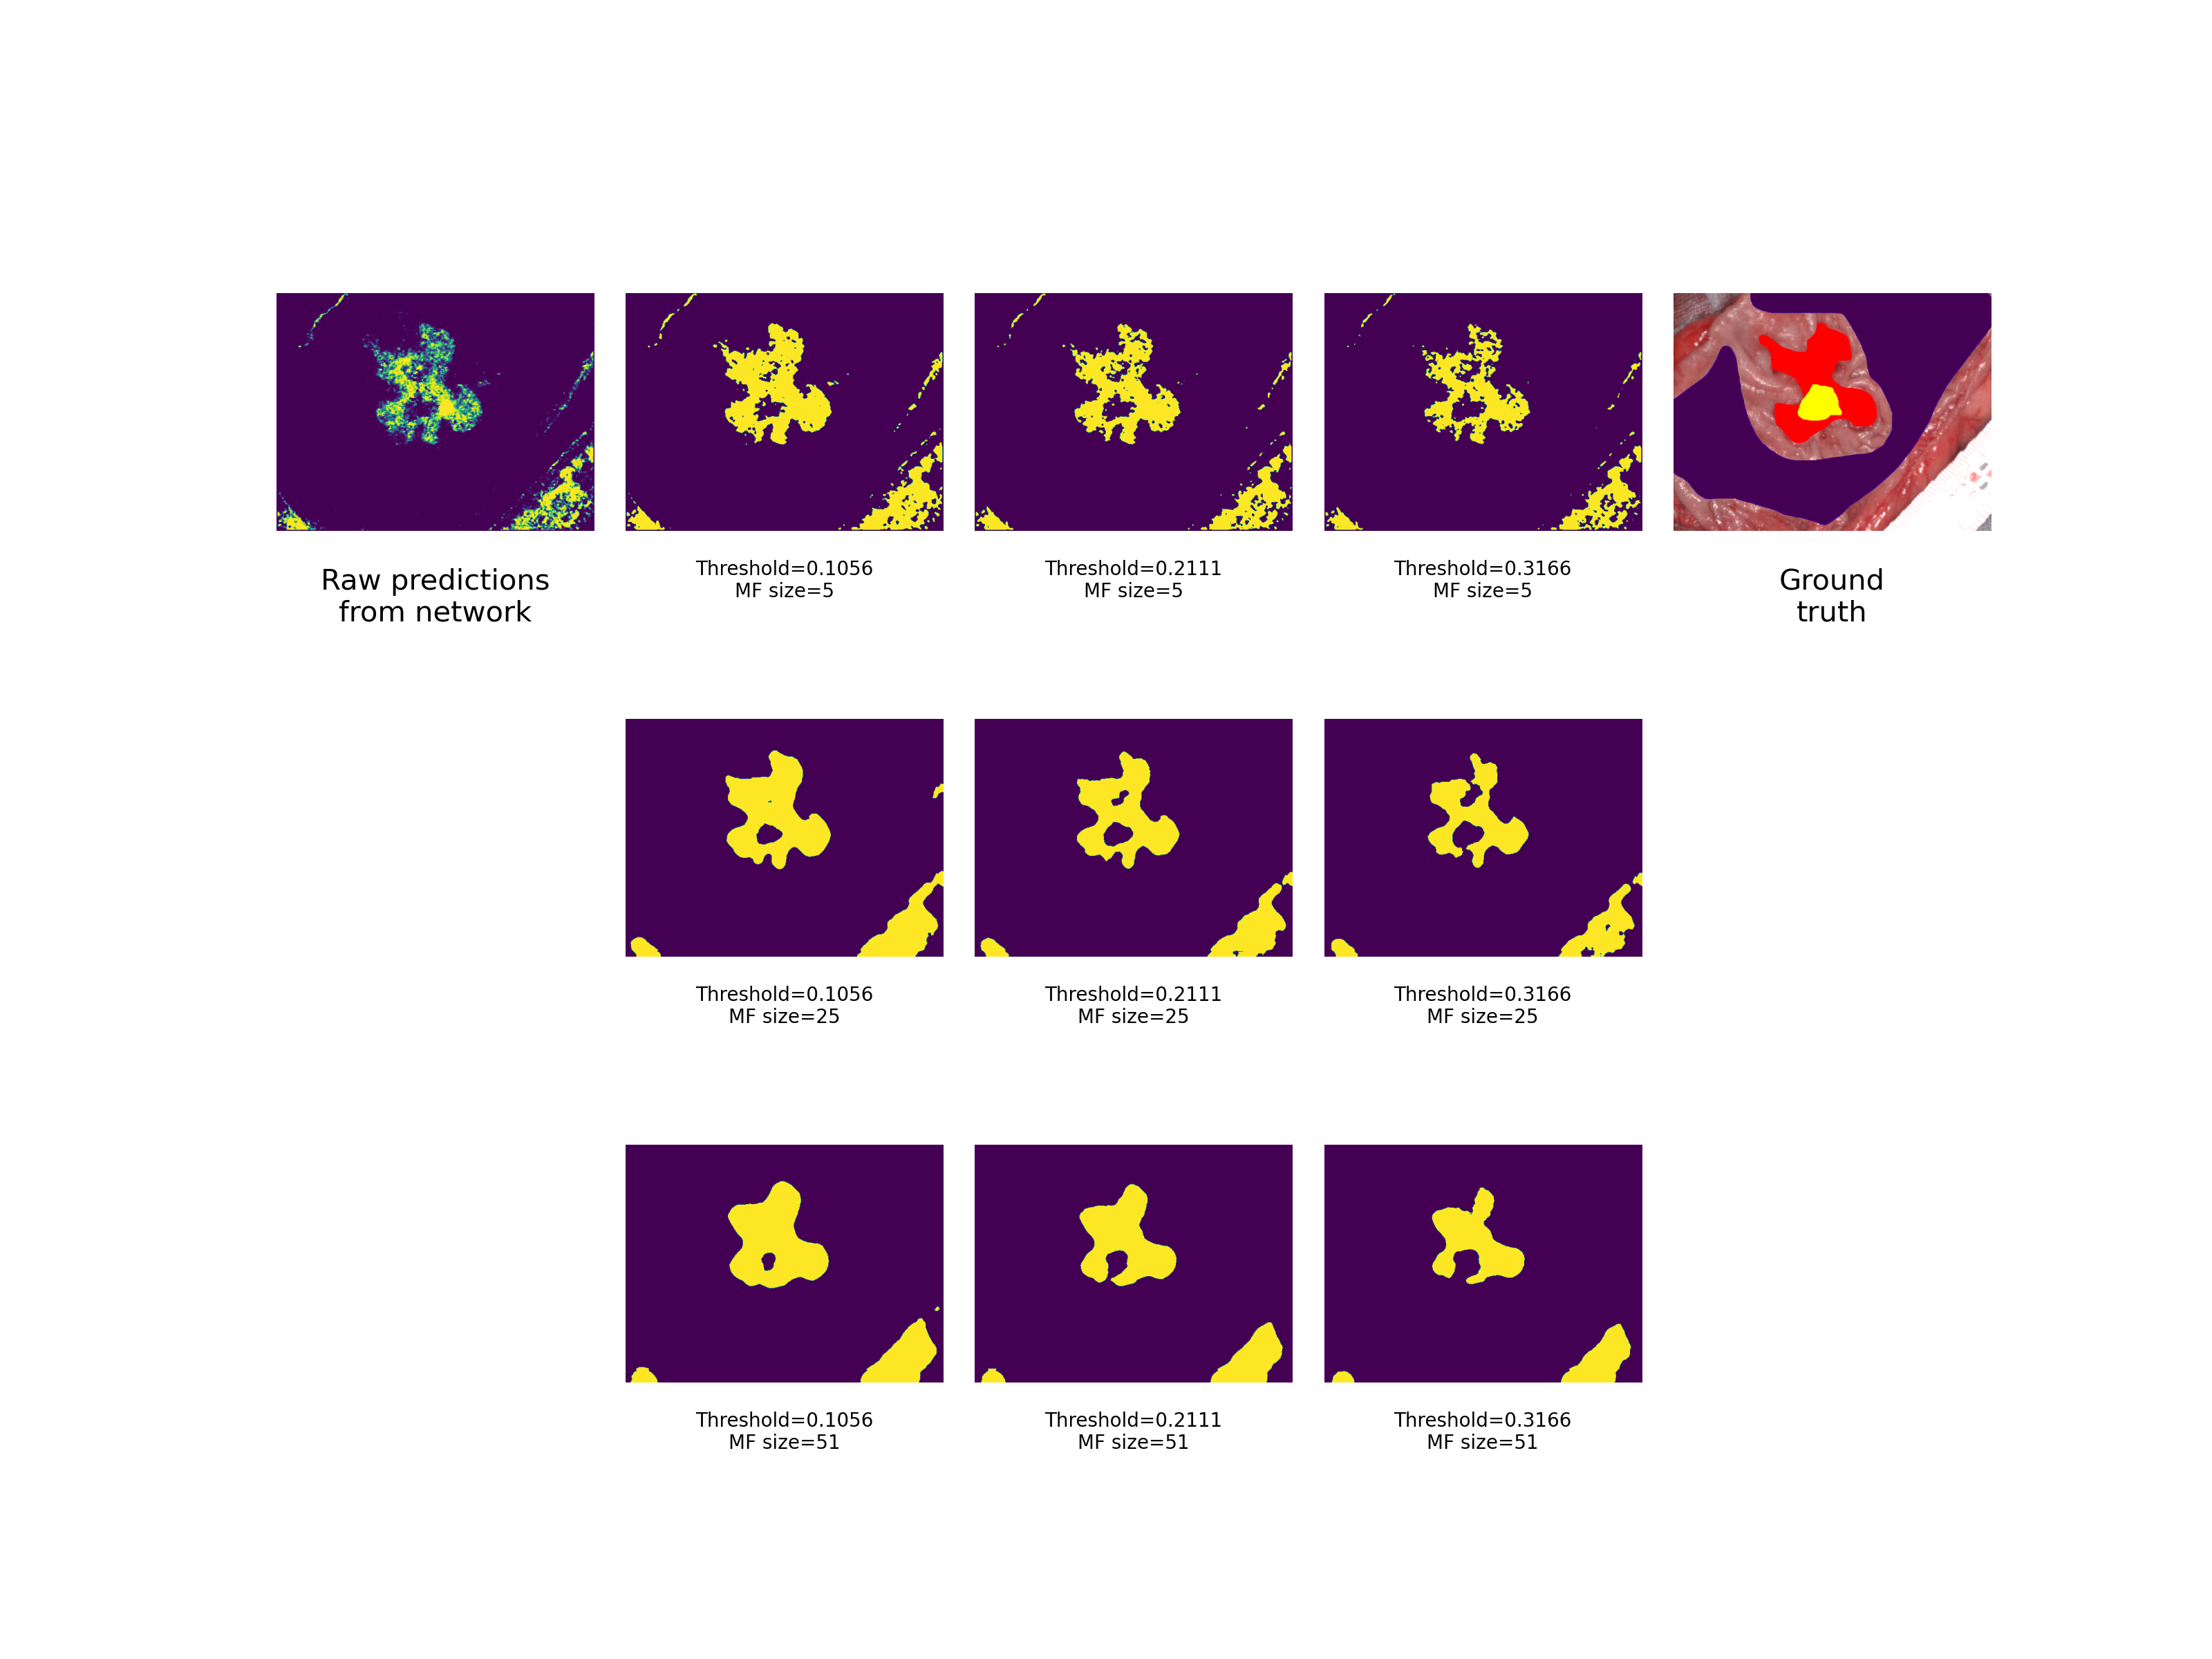 Raw predictions
from network
Threshold=0.1056
MF size=5
Threshold=0.2111
MF size=5
Threshold=0.3166
MF size=5
Ground
truth
Threshold=0.1056
MF size=25
Threshold=0.2111
MF size=25
Threshold=0.3166
MF size=25
Threshold=0.1056
MF size=51
Threshold=0.2111
MF size=51
Threshold=0.3166
MF size=51